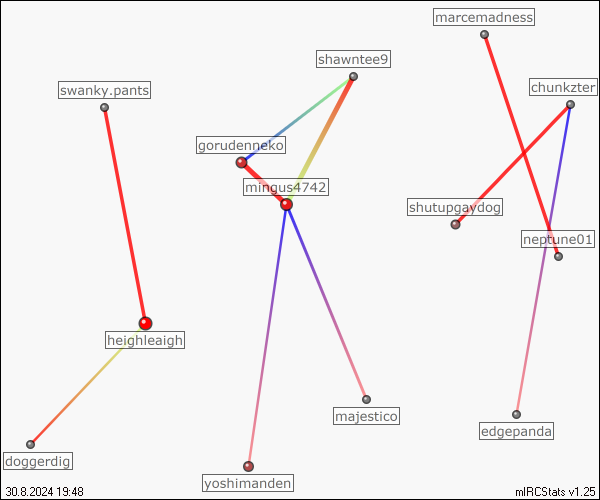 marcemadness
shawntee9
swanky.pants
chunkzter
gorudenneko
mingus4742
shutupgaydog
neptune01
heighleaigh
majestico
edgepanda
doggerdig
yoshimanden
30.8.2024 19:48
mIRCStats v1.25